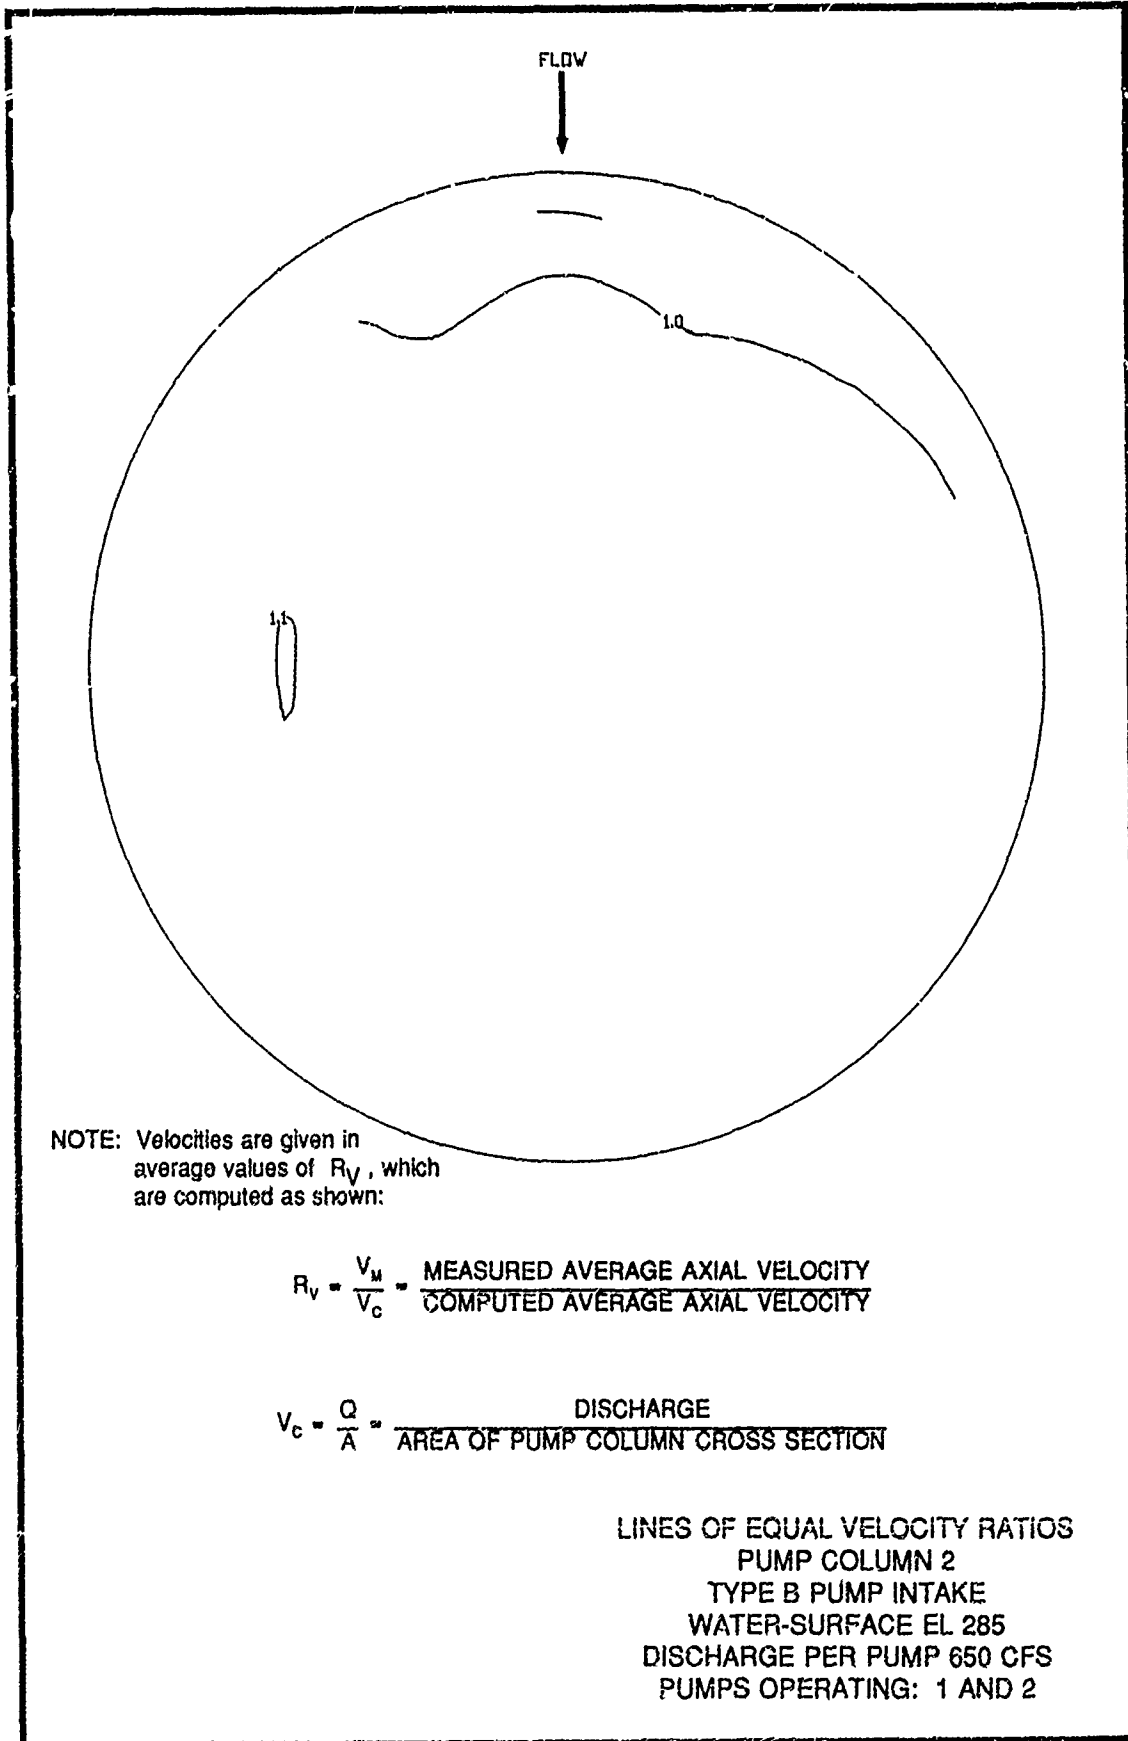 FLOW
1.0
1.1
NOTE: Velocities are given in
average values of R_V, which
are computed as shown:
R_V = V_M / V_C = MEASURED AVERAGE AXIAL VELOCITY / COMPUTED AVERAGE AXIAL VELOCITY
V_C = Q / A = DISCHARGE / AREA OF PUMP COLUMN CROSS SECTION
LINES OF EQUAL VELOCITY RATIOS
PUMP COLUMN 2
TYPE B PUMP INTAKE
WATER-SURFACE EL 285
DISCHARGE PER PUMP 650 CFS
PUMPS OPERATING: 1 AND 2